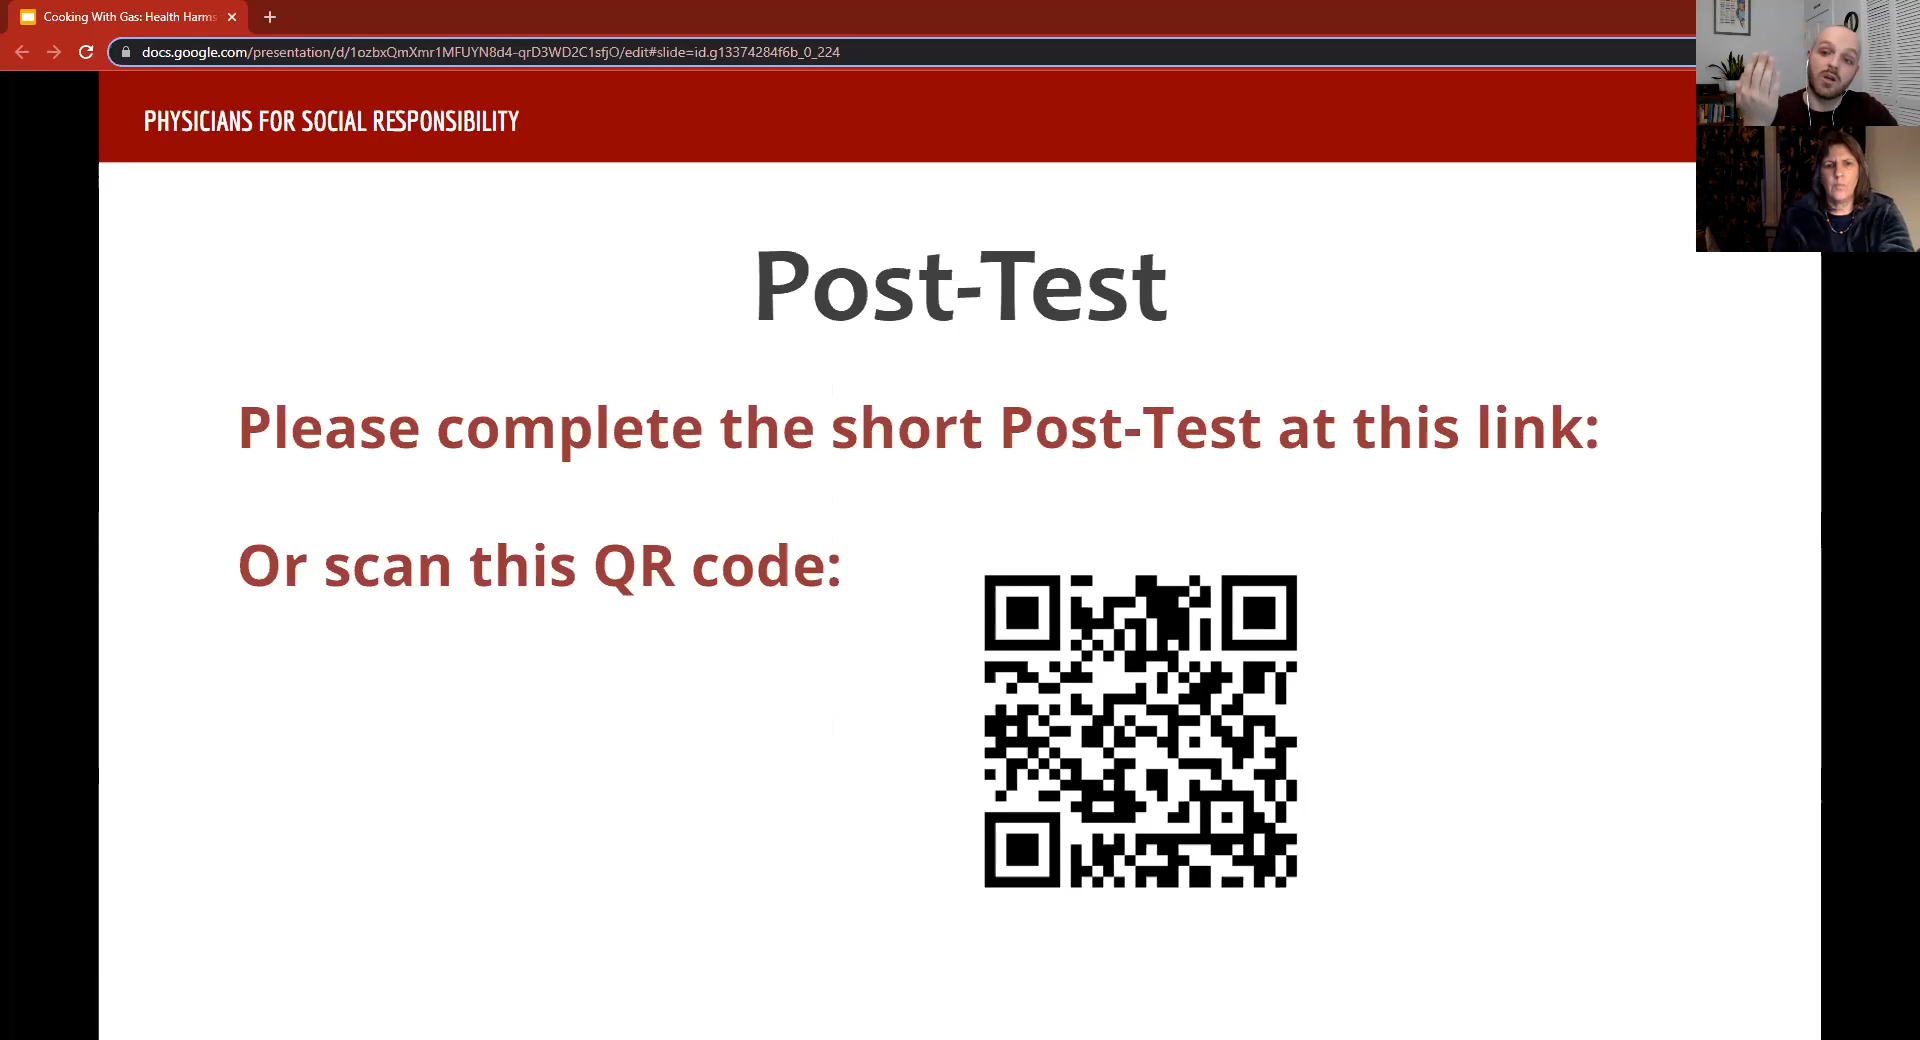 Cooking With Gas: Health Harms
docs.google.com/presentation/d/1ozbxQmXmr1MFUYN8d4-qrD3WD2C1sfjO/edit#slide=id.g13374284f6b_0_224
PHYSICIANS FOR SOCIAL RESPONSIBILITY
Post-Test
Please complete the short Post-Test at this link:
Or scan this QR code: